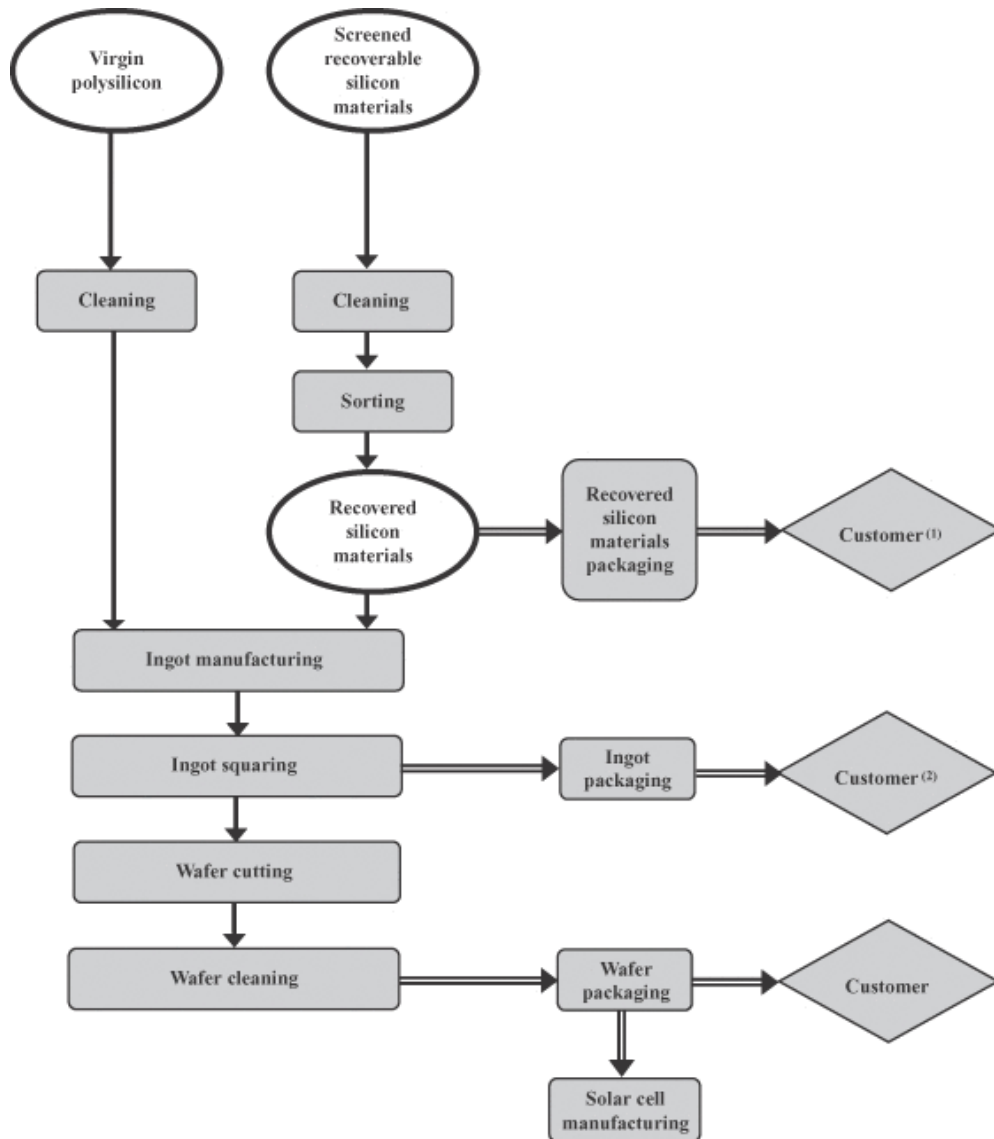 Virgin
polysilicon
Screened
recoverable
silicon
materials
Cleaning
Cleaning
Sorting
Recovered
silicon
materials
Recovered
silicon
materials
packaging
Customer (1)
Ingot manufacturing
Ingot squaring
Ingot
packaging
Customer (2)
Wafer cutting
Wafer cleaning
Wafer
packaging
Customer
Solar cell
manufacturing